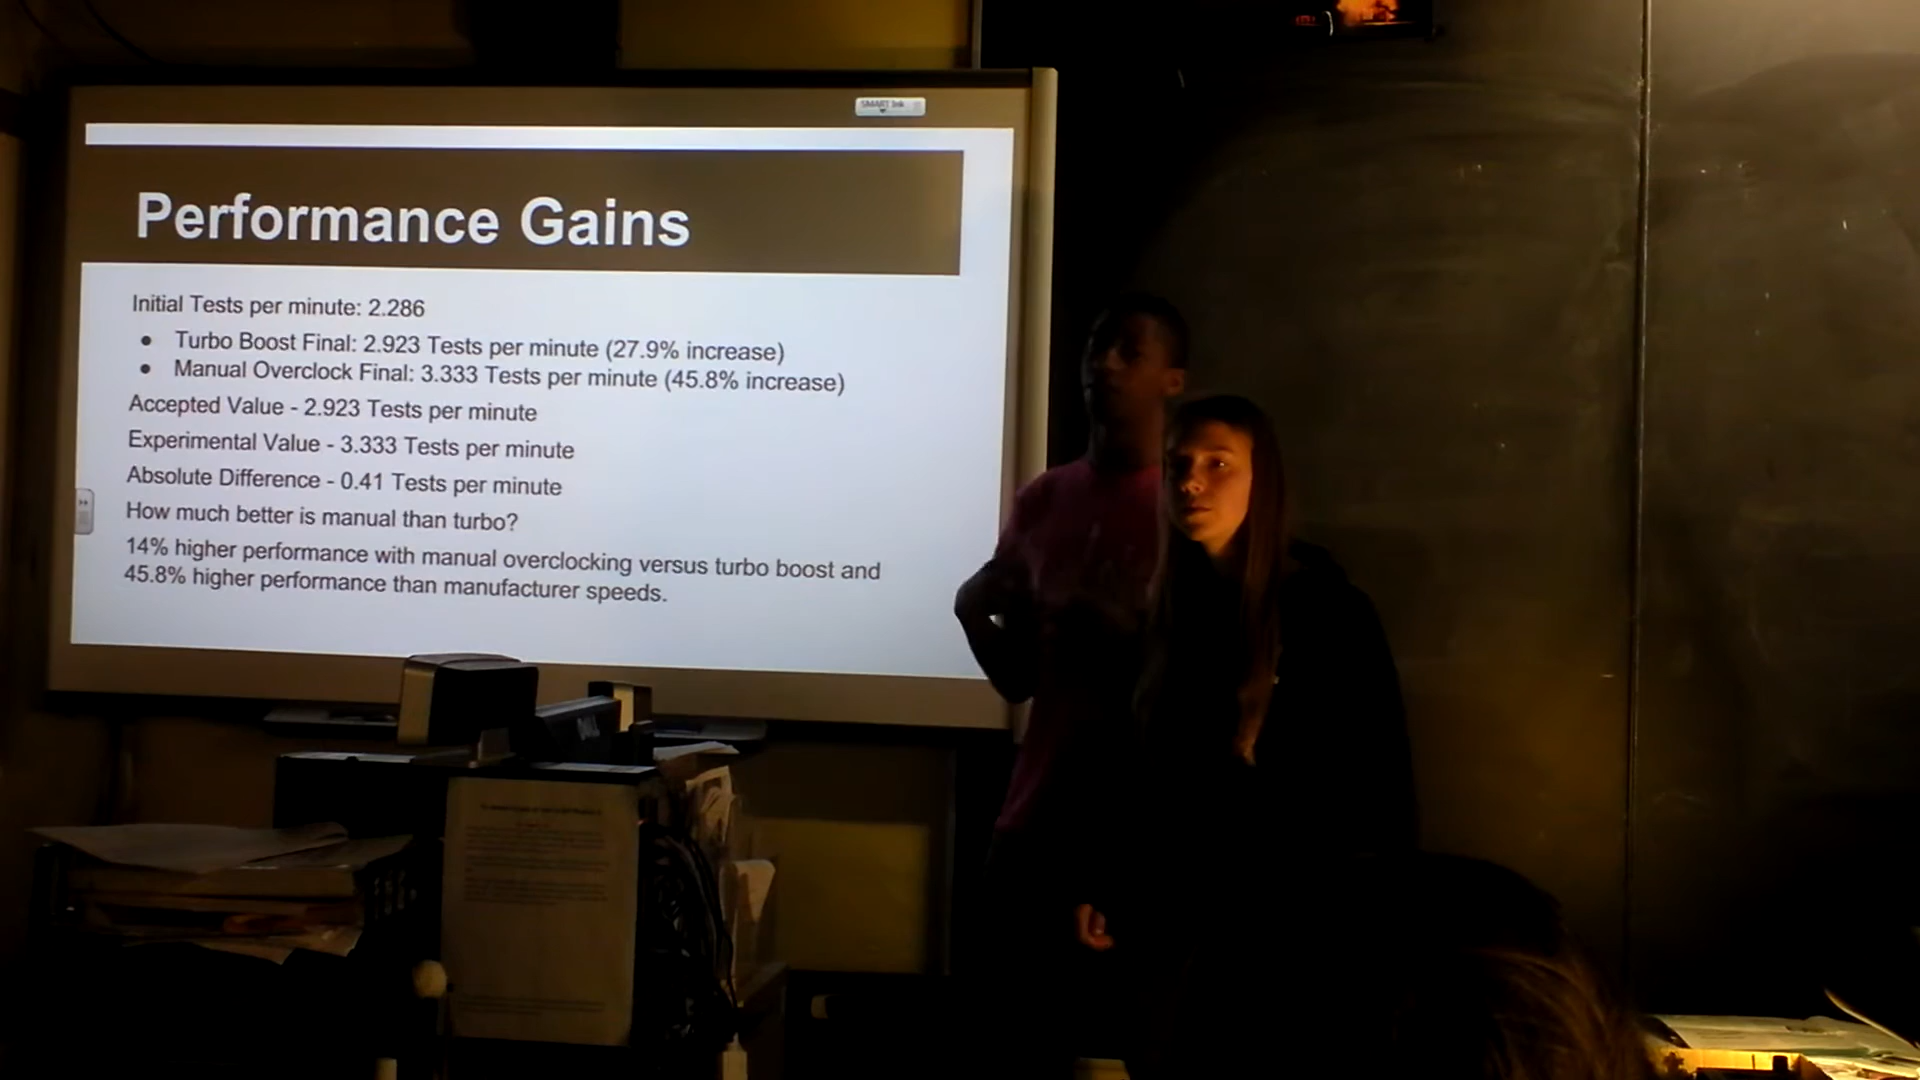 SMART Ink
Performance Gains
Initial Tests per minute: 2.286
● Turbo Boost Final: 2.923 Tests per minute (27.9% increase)
● Manual Overclock Final: 3.333 Tests per minute (45.8% increase)
Accepted Value - 2.923 Tests per minute
Experimental Value - 3.333 Tests per minute
Absolute Difference - 0.41 Tests per minute
How much better is manual than turbo?
14% higher performance with manual overclocking versus turbo boost and
45.8% higher performance than manufacturer speeds.
DELL